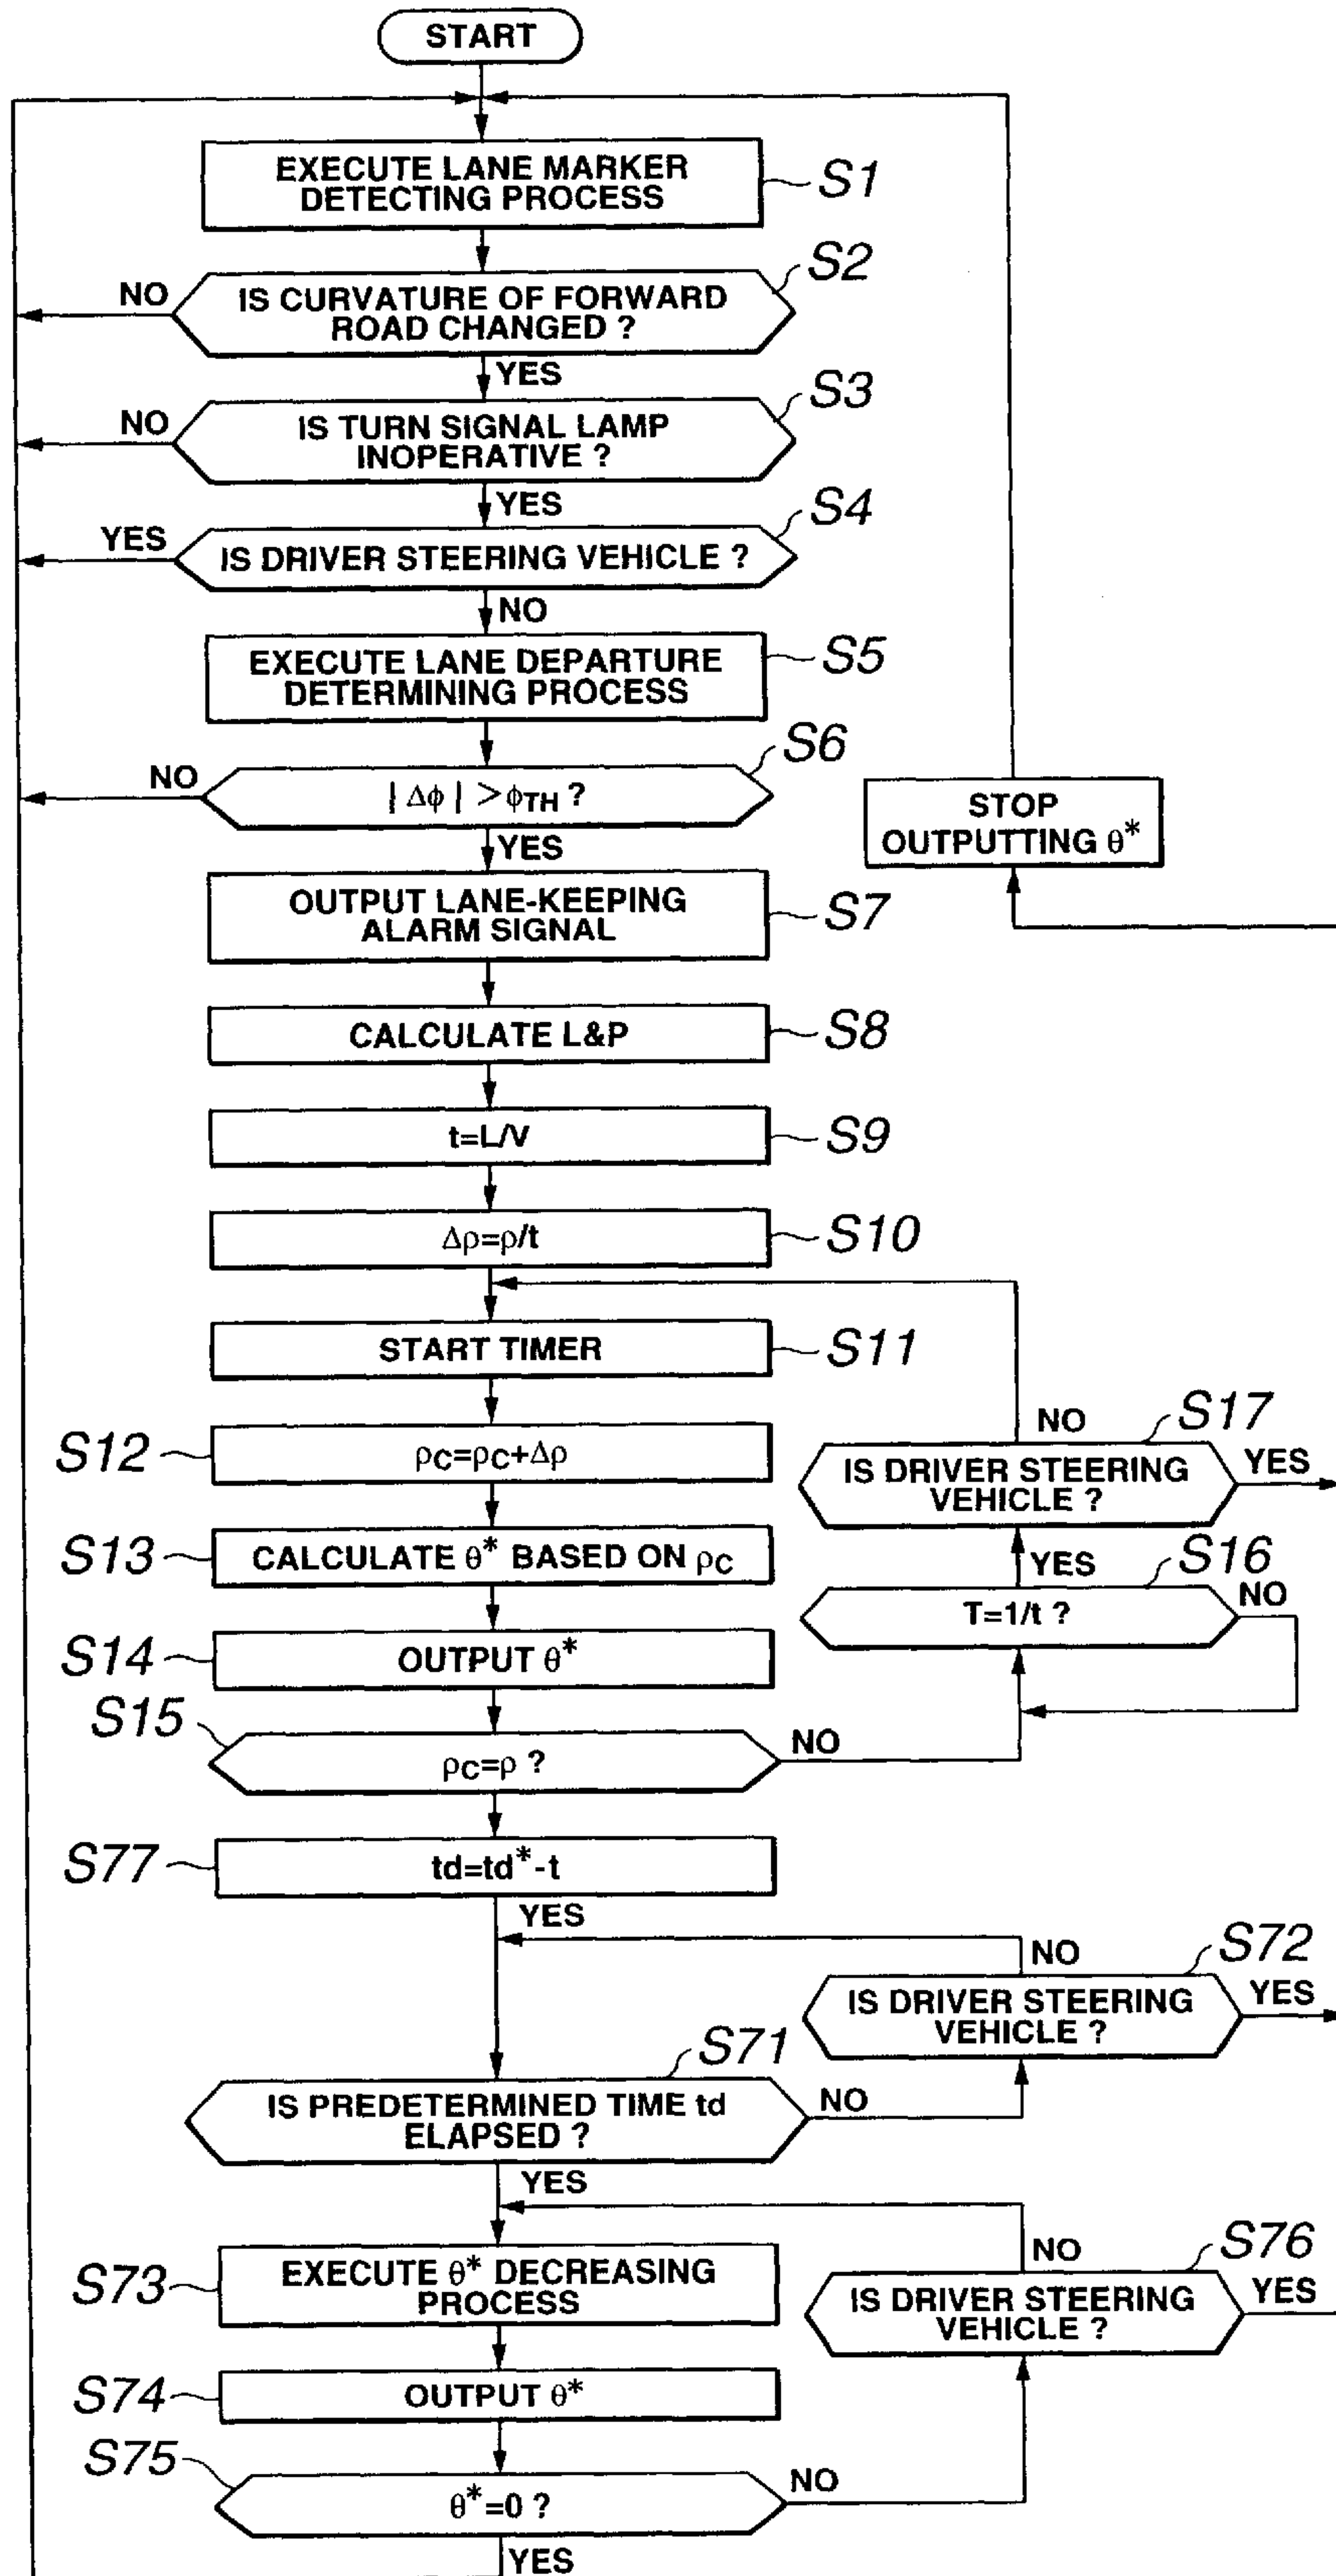 START
EXECUTE LANE MARKER
DETECTING PROCESS
S1
S2
NO
IS CURVATURE OF FORWARD
ROAD CHANGED ?
YES
S3
NO
IS TURN SIGNAL LAMP
INOPERATIVE ?
YES
S4
YES
IS DRIVER STEERING VEHICLE ?
NO
EXECUTE LANE DEPARTURE
DETERMINING PROCESS
S5
S6
NO
| Δϕ | > ϕTH ?
YES
STOP
OUTPUTTING θ*
OUTPUT LANE-KEEPING
ALARM SIGNAL
S7
CALCULATE L&P
S8
t=L/V
S9
Δρ=ρ/t
S10
START TIMER
S11
S12
ρC=ρC+Δρ
NO
S17
IS DRIVER STEERING
VEHICLE ?
YES
S13
CALCULATE θ* BASED ON ρC
YES
S16
T=1/t ?
NO
S14
OUTPUT θ*
S15
ρC=ρ ?
NO
S77
td=td*-t
YES
NO
S72
IS DRIVER STEERING
VEHICLE ?
YES
S71
IS PREDETERMINED TIME td
ELAPSED ?
NO
YES
S73
EXECUTE θ* DECREASING
PROCESS
NO
S76
IS DRIVER STEERING
VEHICLE ?
YES
S74
OUTPUT θ*
S75
θ*=0 ?
NO
YES